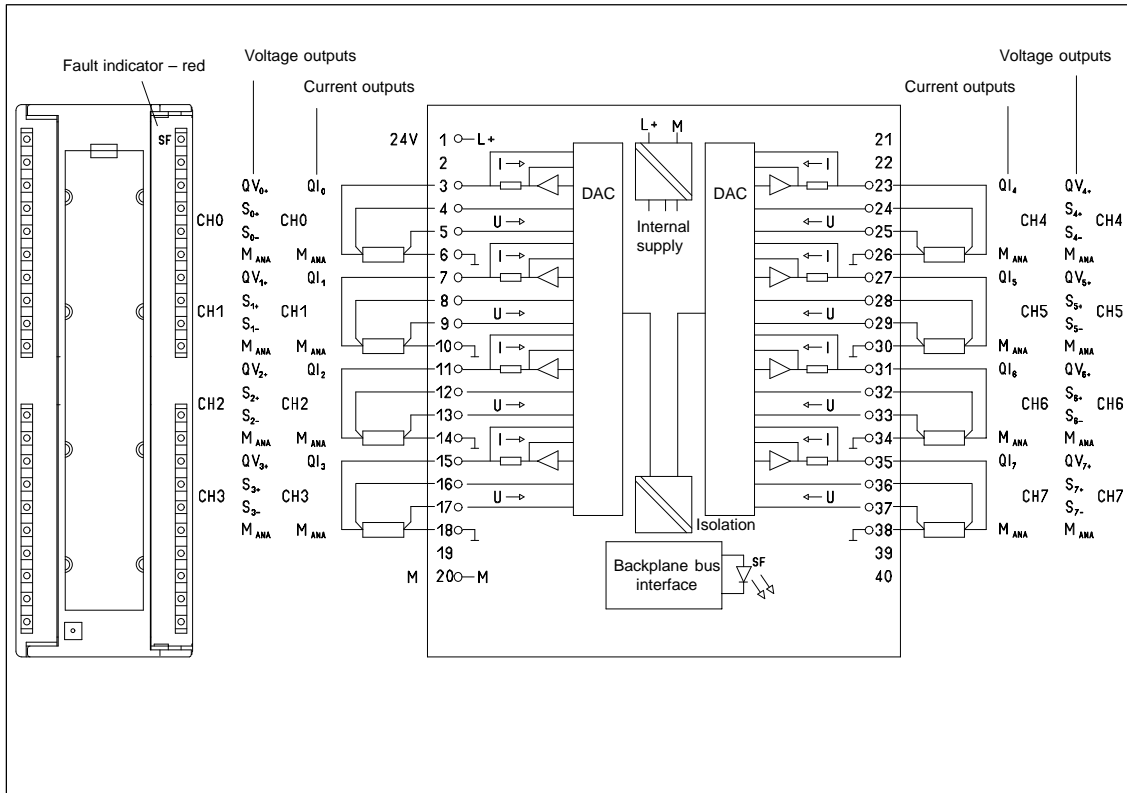 Voltage outputs
Voltage outputs
Fault indicator – red
Current outputs
Current outputs
SF
24V 1 L+
L+ M
21
2
22
QV0+ QI0 3
I
DAC
DAC
I
23 QI4 QV4+
S0+ 4
24 S4+
CH0 CH0
U
Internal supply
U
CH4 CH4
S0- 5
25 S4-
MANA MANA 6
26 MANA MANA
QV1+ QI1 7
I
I
27 QI5 QV5+
S1+ 8
28 S5+
CH1 CH1
U
U
CH5 CH5
S1- 9
29 S5-
MANA MANA 10
30 MANA MANA
QV2+ QI2 11
I
I
31 QI6 QV6+
S2+ 12
32 S6+
CH2 CH2
U
U
CH6 CH6
S2- 13
33 S6-
MANA MANA 14
34 MANA MANA
QV3+ QI3 15
I
I
35 QI7 QV7+
S3+ 16
36 S7+
CH3 CH3
U
U
CH7 CH7
S3- 17
37 S7-
Isolation
MANA MANA 18
38 MANA MANA
19
39
Backplane bus
interface
SF
M 20 M
40